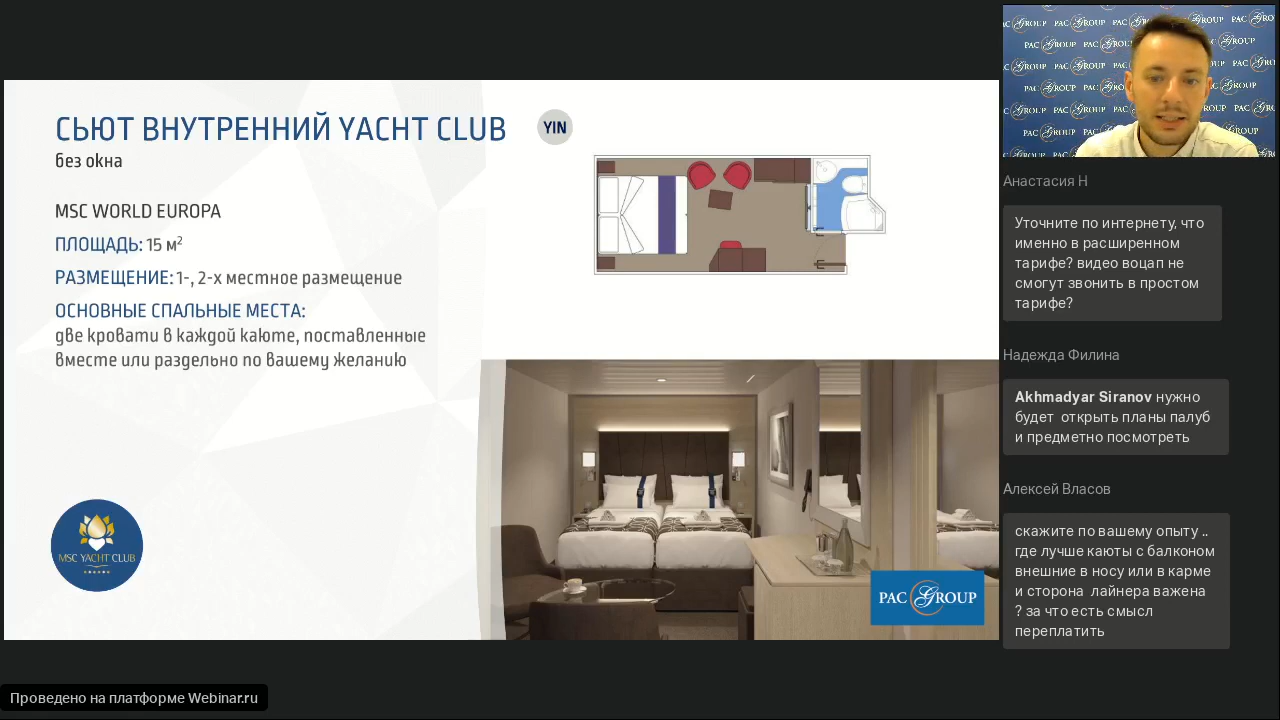 СЬЮТ ВНУТРЕННИЙ YACHT CLUB
YIN
без окна
MSC WORLD EUROPA
ПЛОЩАДЬ: 15 м²
РАЗМЕЩЕНИЕ: 1-, 2-х местное размещение
ОСНОВНЫЕ СПАЛЬНЫЕ МЕСТА:
две кровати в каждой каюте, поставленные
вместе или раздельно по вашему желанию
MSC YACHT CLUB
PAC GROUP
PAC GROUP
Анастасия Н
Уточните по интернету, что
именно в расширенном
тарифе? видео воцап не
смогут звонить в простом
тарифе?
Надежда Филина
Akhmadyar Siranov нужно
будет открыть планы палуб
и предметно посмотреть
Алексей Власов
скажите по вашему опыту ..
где лучше каюты с балконом
внешние в носу или в карме
и сторона лайнера важена
? за что есть смысл
переплатить
Проведено на платформе Webinar.ru